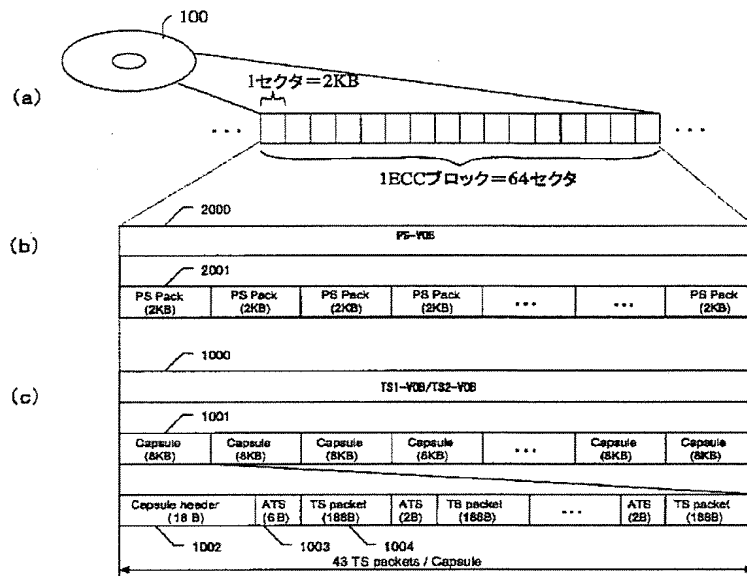 100
(a)
1セクタ=2KB
... ...
1ECCブロック=64セクタ
2000
(b)
PS-VOB
2001
PS Pack (2KB) PS Pack (2KB) PS Pack (2KB) PS Pack (2KB) ... ... PS Pack (2KB)
1000
(c)
TS1-VOB/TS2-VOB
1001
Capsule (8KB) Capsule (8KB) Capsule (8KB) Capsule (8KB) ... Capsule (8KB) Capsule (8KB)
Capsule header (18 B) ATS (6B) TS packet (188B) ATS (2B) TS packet (188B) ... ATS (2B) TS packet (188B)
1002 1003 1004
43 TS packets / Capsule